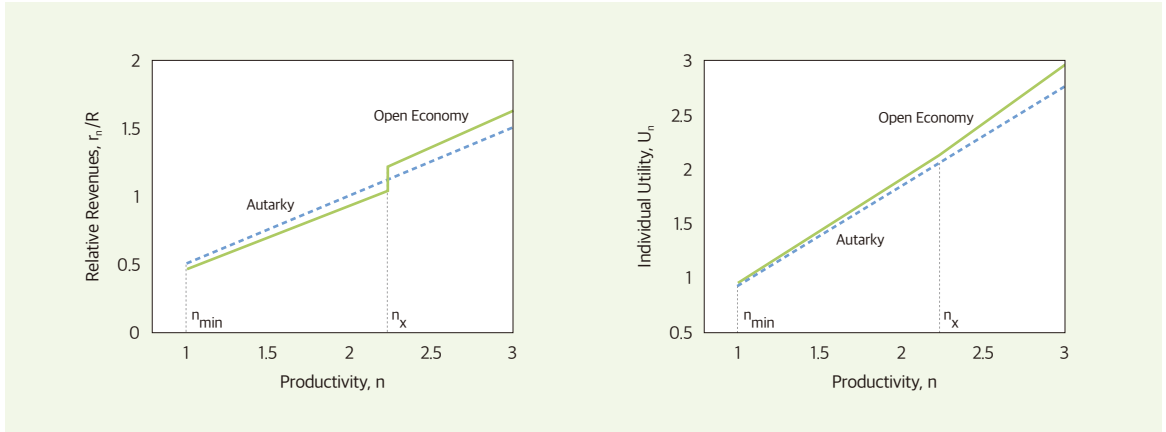 2
1.5
1
0.5
0
Relative Revenues, rn/R
Open Economy
Autarky
nmin
nx
1 1.5 2 2.5 3
Productivity, n
3
2.5
2
1.5
1
0.5
Individual Utility, Un
Open Economy
Autarky
nmin
nx
1 1.5 2 2.5 3
Productivity, n